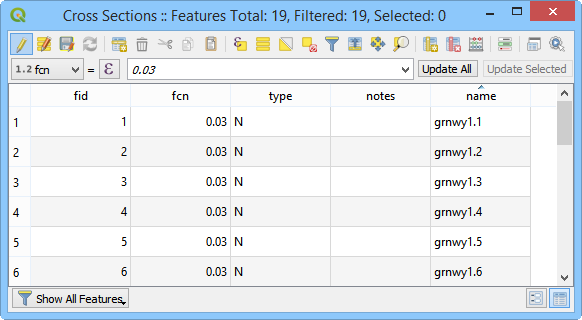 Cross Sections :: Features Total: 19, Filtered: 19, Selected: 0
1.2 fcn = ε 0.03 Update All Update Selected
fid fcn type notes name
1 1 0.03 N grnwy1.1
2 2 0.03 N grnwy1.2
3 3 0.03 N grnwy1.3
4 4 0.03 N grnwy1.4
5 5 0.03 N grnwy1.5
6 6 0.03 N grnwy1.6
Show All Features